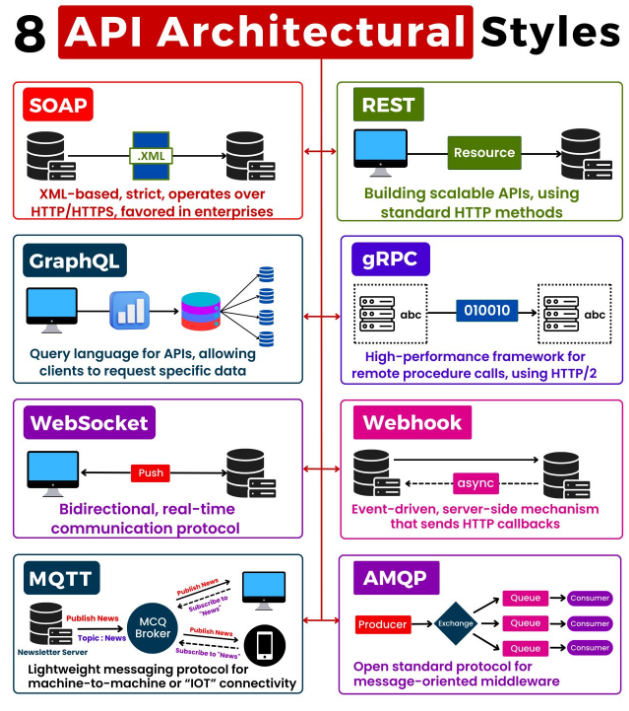 8 API Architectural Styles
SOAP
.XML
XML-based, strict, operates over
HTTP/HTTPS, favored in enterprises
REST
Resource
Building scalable APIs, using
standard HTTP methods
GraphQL
Query language for APIs, allowing
clients to request specific data
gRPC
abc
010010
abc
High-performance framework for
remote procedure calls, using HTTP/2
WebSocket
Push
Bidirectional, real-time
communication protocol
Webhook
async
Event-driven, server-side mechanism
that sends HTTP callbacks
MQTT
Publish News
Topic : News
Newsletter Server
MCQ
Broker
Publish News
Subscribe to
"News"
Publish News
Subscribe to "News"
Lightweight messaging protocol for
machine-to-machine or “IOT” connectivity
AMQP
Producer
Exchange
Queue
Consumer
Queue
Consumer
Queue
Consumer
Open standard protocol for
message-oriented middleware